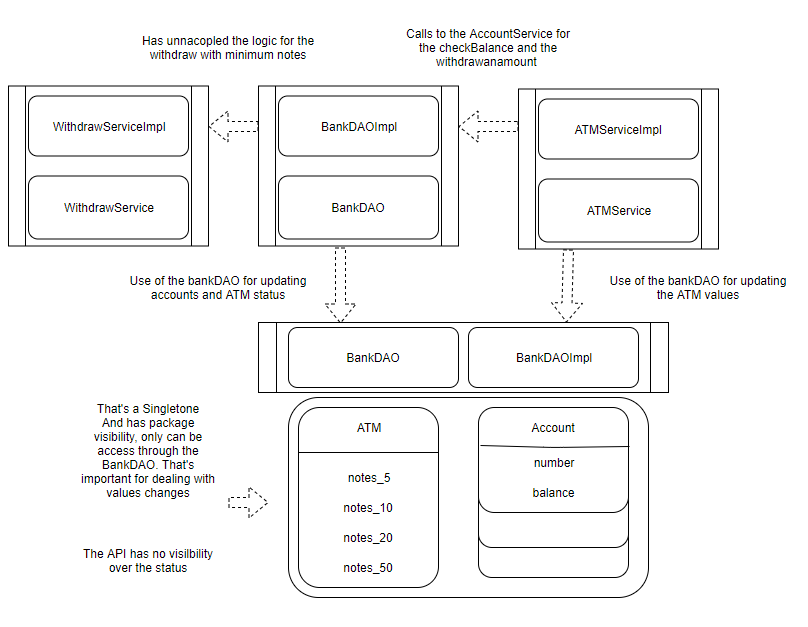 Has unnacopled the logic for the
withdraw with minimum notes
Calls to the AccountService for
the checkBalance and the
withdrawanamount
WithdrawServiceImpl
BankDAOImpl
ATMServiceImpl
WithdrawService
BankDAO
ATMService
Use of the bankDAO for updating
accounts and ATM status
Use of the bankDAO for updating
the ATM values
BankDAO
BankDAOImpl
That's a Singletone
And has package
visibility, only can be
access through the
BankDAO. That's
important for dealing with
values changes
ATM
notes_5
notes_10
notes_20
notes_50
Account
number
balance
The API has no visilbility
over the status